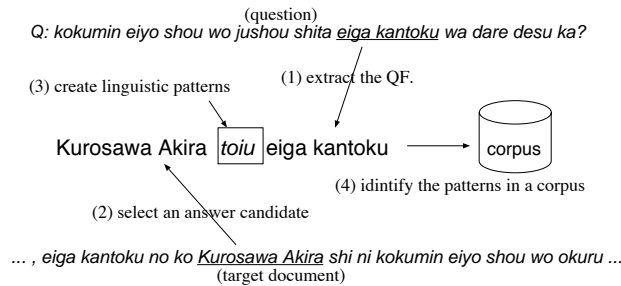 (question)
Q: kokumin eiyo shou wo jushou shita eiga kantoku wa dare desu ka?
(3) create linguistic patterns
(1) extract the QF.
Kurosawa Akira toiu eiga kantoku
corpus
(4) idintify the patterns in a corpus
(2) select an answer candidate
... , eiga kantoku no ko Kurosawa Akira shi ni kokumin eiyo shou wo okuru ...
(target document)